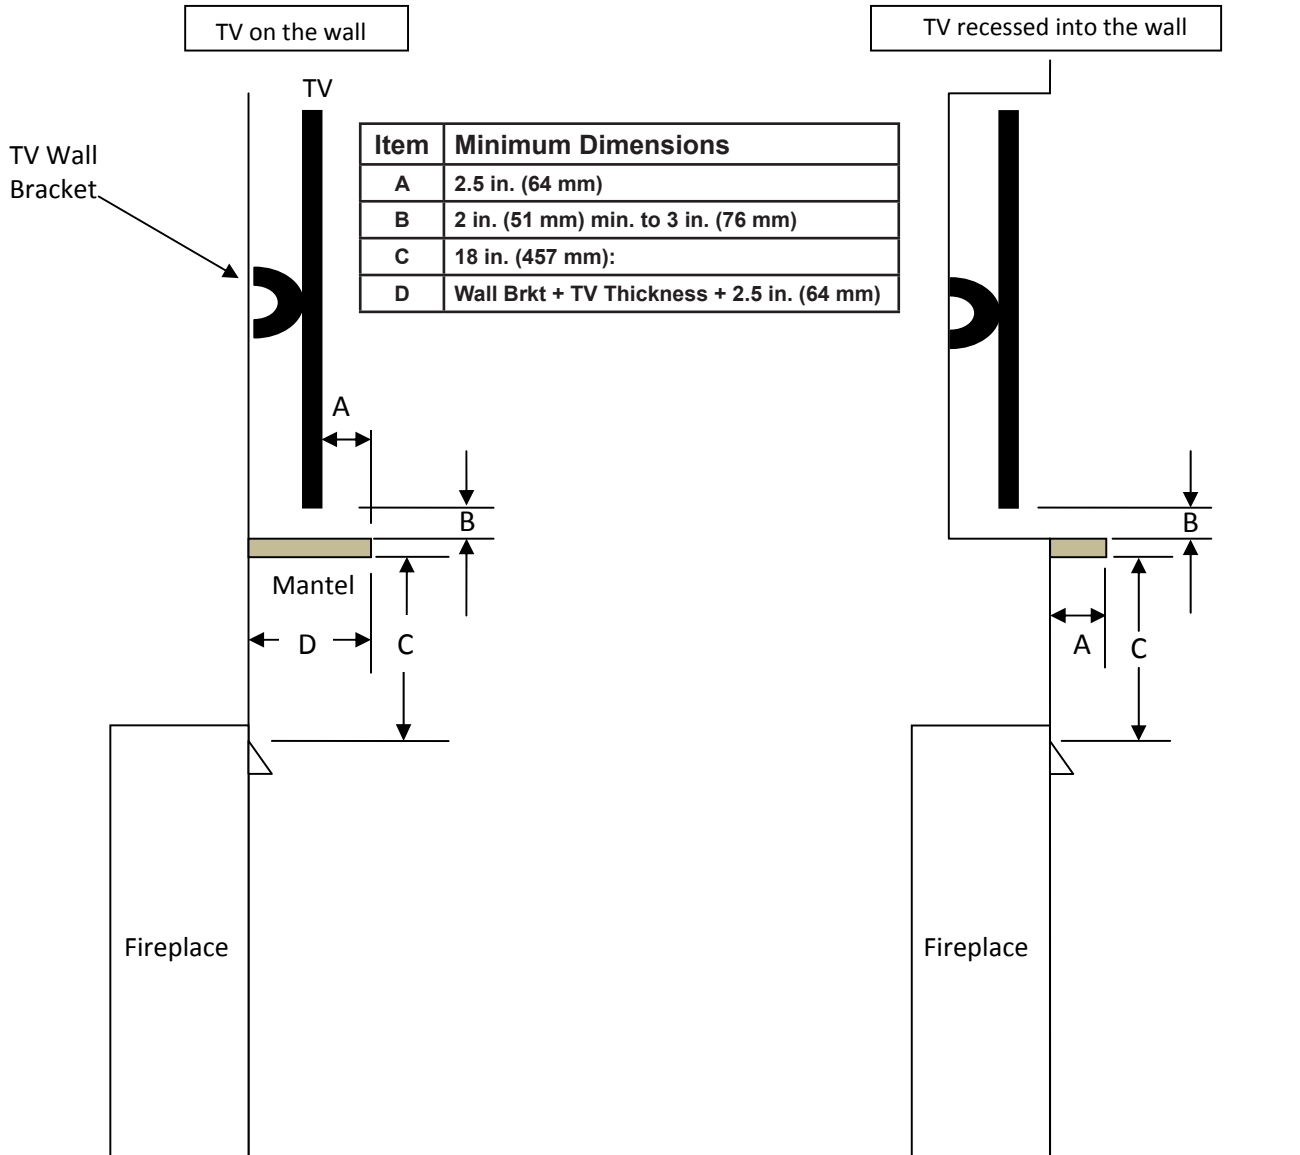 TV on the wall
TV recessed into the wall
TV
TV Wall
Bracket
Item Minimum Dimensions
A 2.5 in. (64 mm)
B 2 in. (51 mm) min. to 3 in. (76 mm)
C 18 in. (457 mm):
D Wall Brkt + TV Thickness + 2.5 in. (64 mm)
A
B
Mantel
D
C
Fireplace
B
A
C
Fireplace